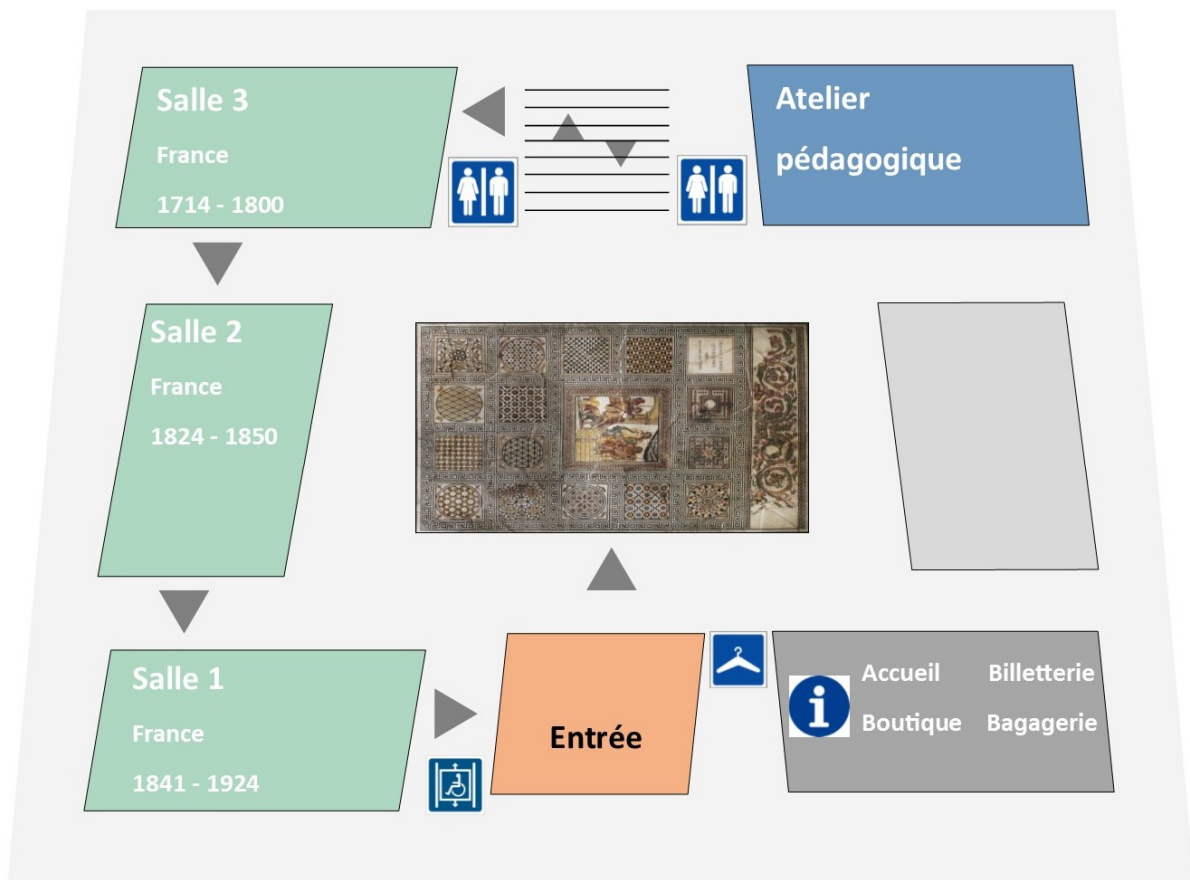 Salle 3
France
1714 - 1800
Atelier
pédagogique
Salle 2
France
1824 - 1850
Salle 1
France
1841 - 1924
Entrée
i
Accueil Billetterie
Boutique Bagagerie